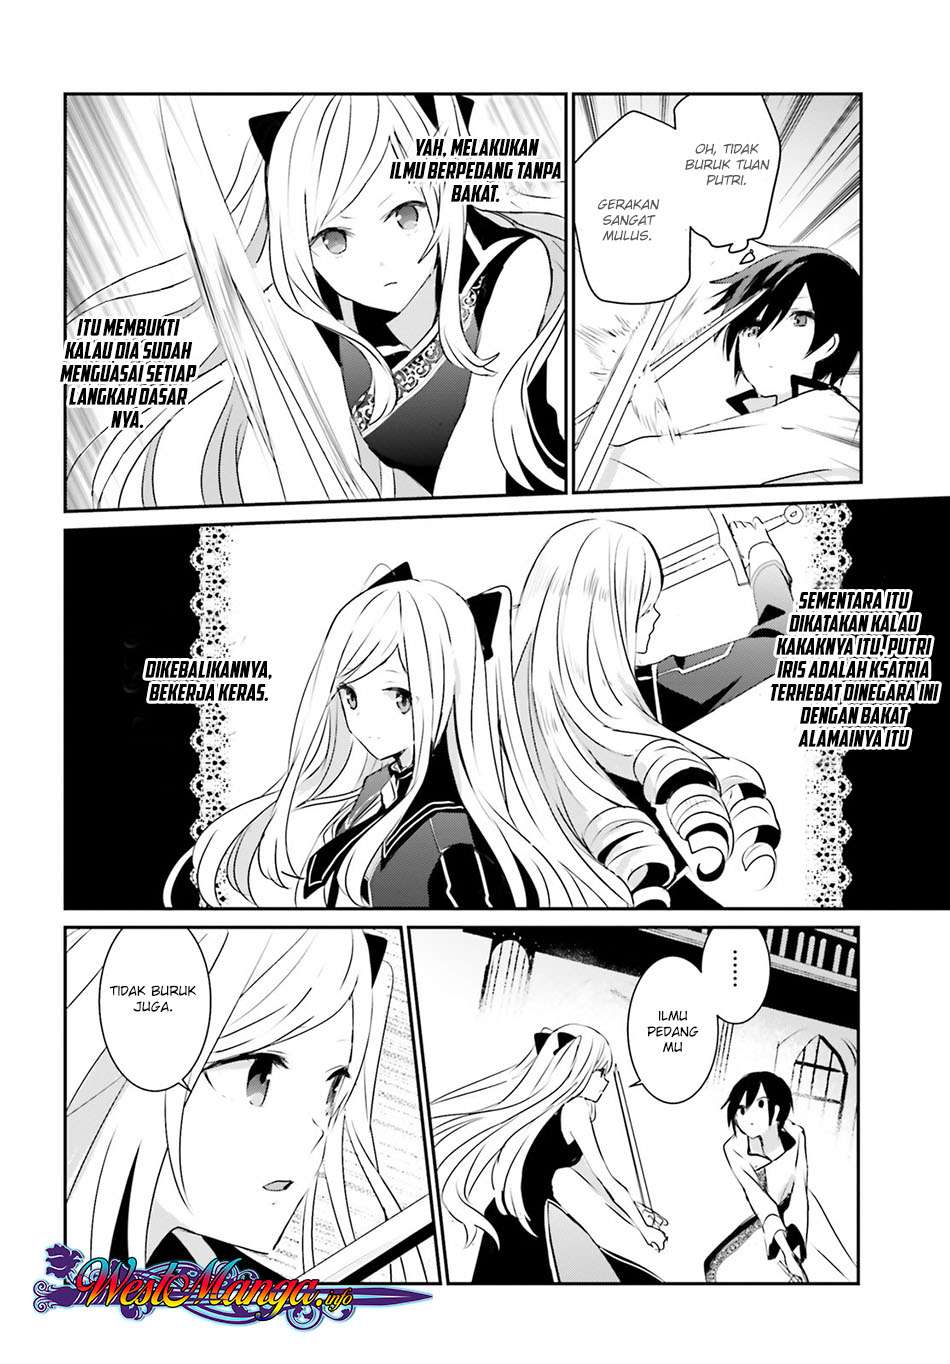 OH, TIDAK
BURUK TUAN
PUTRI.
GERAKAN
SANGAT
MULUS.
YAH, MELAKUKAN
ILMU BERPEDANG TANPA
BAKAT.
ITU MEMBUKTI
KALAU DIA SUDAH
MENGUASAI SETIAP
LANGKAH DASAR
NYA.
SEMENTARA ITU
DIKATAKAN KALAU
KAKAKNYA ITU, PUTRI
IRIS ADALAH KSATRIA
TERHEBAT DINEGARA INI
DENGAN BAKAT
ALAMAINYA ITU
DIKEBALIKANNYA,
BEKERJA KERAS.
......
ILMU
PEDANG
MU
TIDAK BURUK
JUGA.
WestManga.info